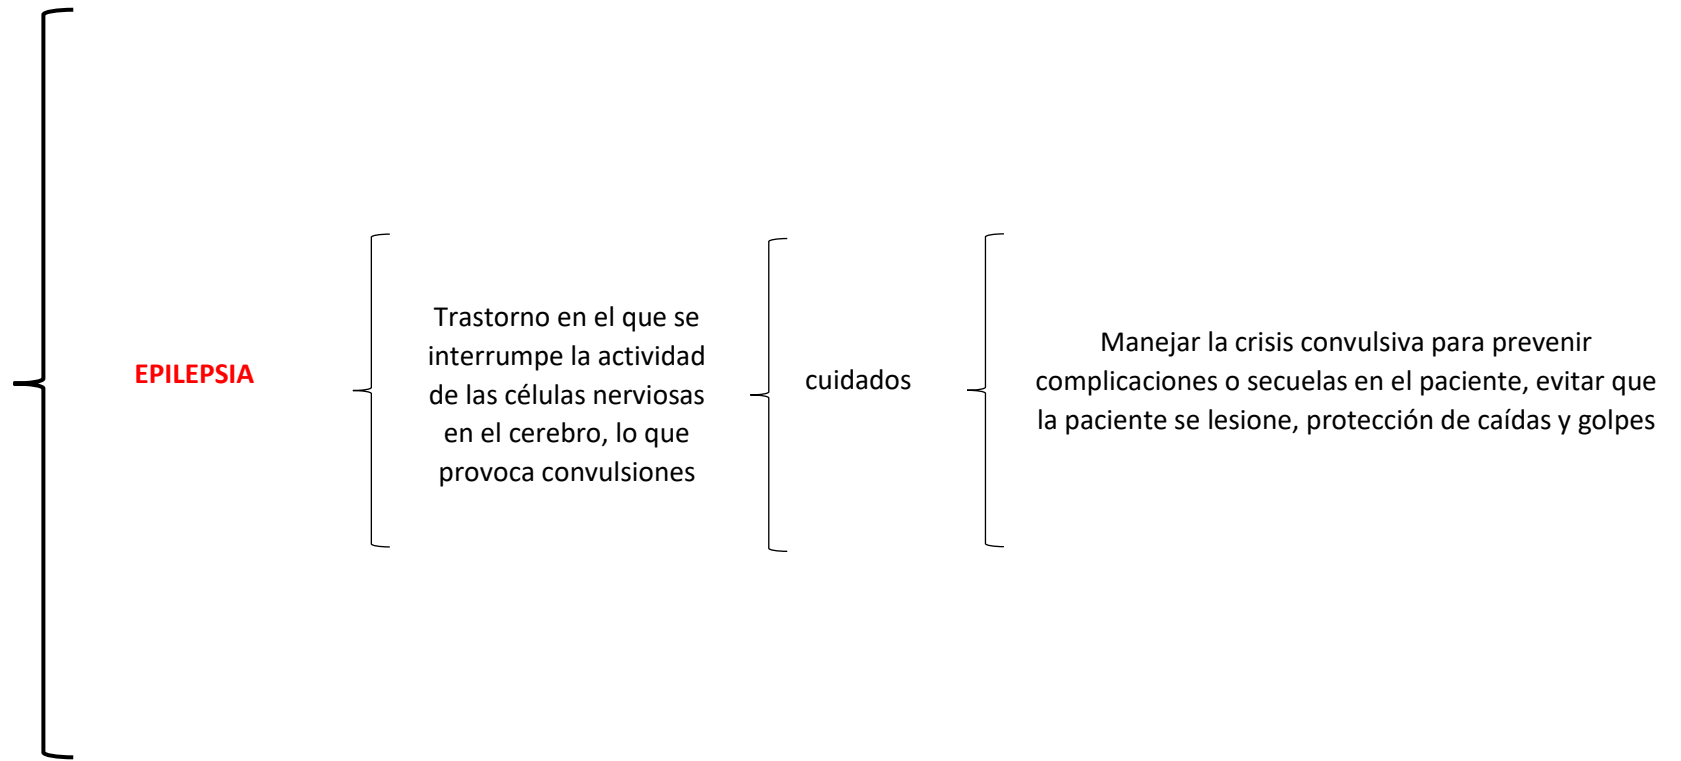 EPILEPSIA
Trastorno en el que se
interrumpe la actividad
de las células nerviosas
en el cerebro, lo que
provoca convulsiones
cuidados
Manejar la crisis convulsiva para prevenir
complicaciones o secuelas en el paciente, evitar que
la paciente se lesione, protección de caídas y golpes